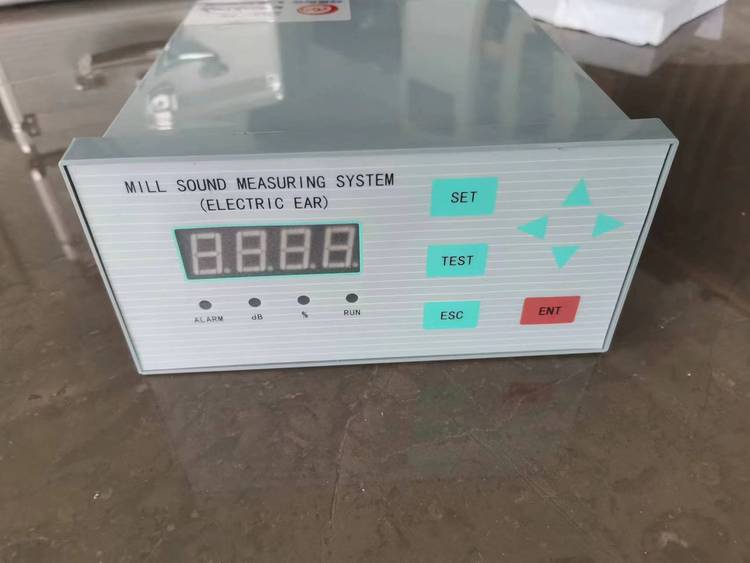 MILL SOUND MEASURING SYSTEM
(ELECTRIC EAR)
SET
TEST
ESC
ENT
ALARM
dB
%
RUN